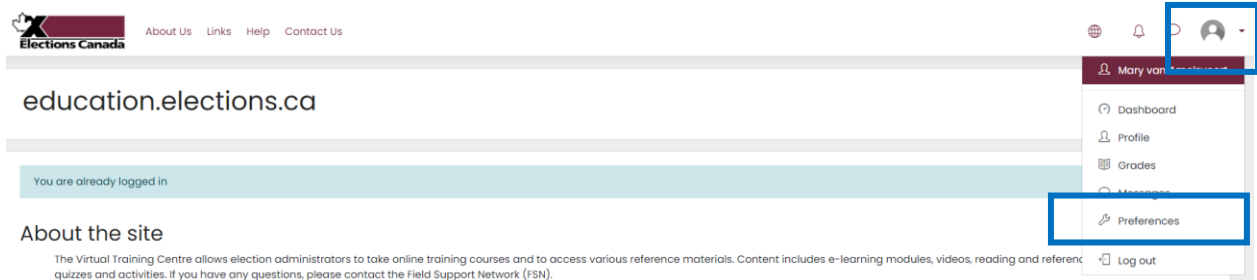 Elections Canada
About Us Links Help Contact Us
Mary van
education.elections.ca
Dashboard
Profile
Grades
Messages
Preferences
Log out
You are already logged in
About the site
The Virtual Training Centre allows election administrators to take online training courses and to access various reference materials. Content includes e-learning modules, videos, reading and referenc
quizzes and activities. If you have any questions, please contact the Field Support Network (FSN).